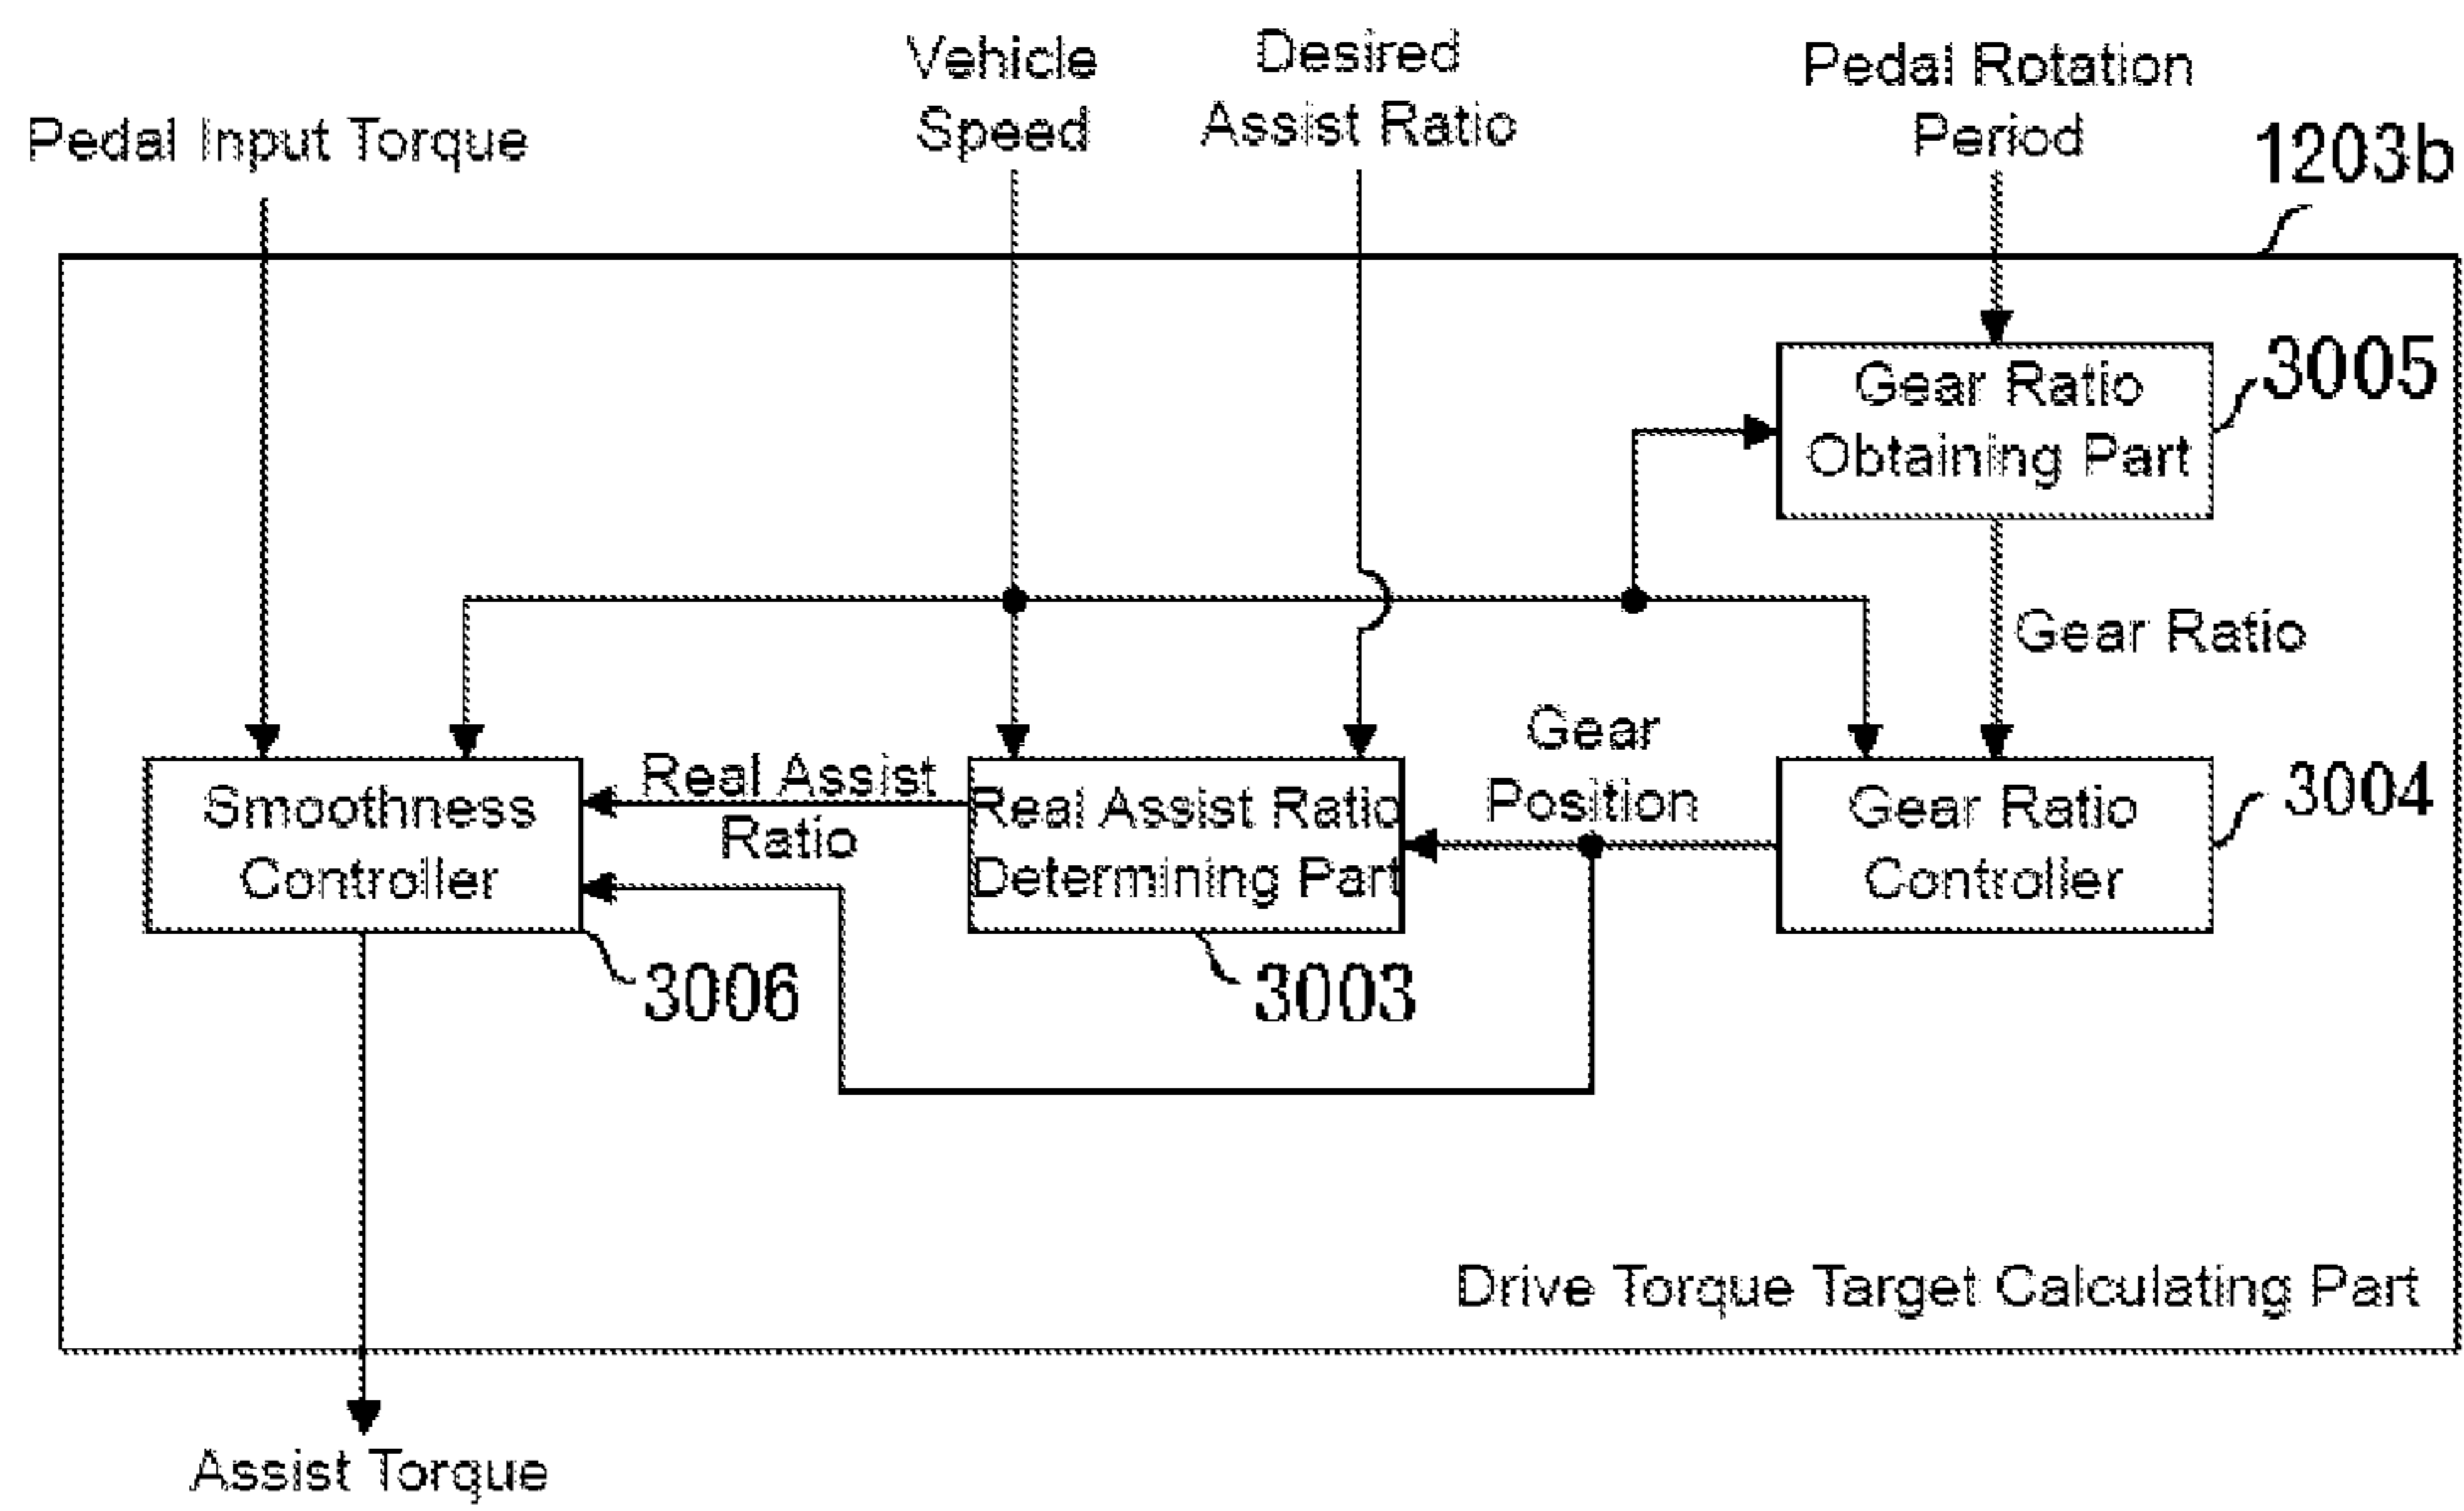 Pedal Input Torque
Vehicle
Speed
Desired
Assist Ratio
Pedal Rotation
Period
1203b
Gear Ratio
Obtaining Part
3005
Gear Ratio
Smoothness
Controller
3006
Real Assist
Ratio
Real Assist Ratio
Determining Part
3003
Gear
Position
Gear Ratio
Controller
3004
Drive Torque Target Calculating Part
Assist Torque